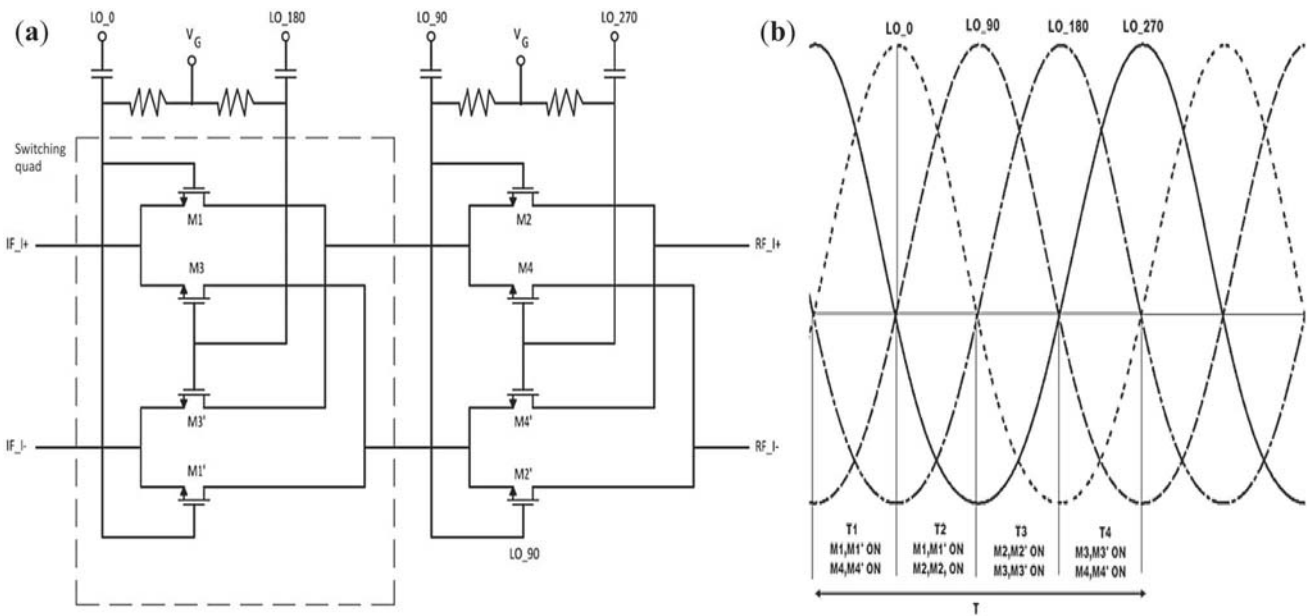 (a)
LO_0
V_G
LO_180
LO_90
V_G
LO_270
Switching
quad
M1
M3
M3'
M1'
IF_I+
IF_I-
M2
M4
M4'
M2'
LO_90
RF_I+
RF_I-
(b)
LO_0
LO_90
LO_180
LO_270
T1
M1,M1' ON
M4,M4' ON
T2
M1,M1' ON
M2,M2, ON
T3
M2,M2' ON
M3,M3' ON
T4
M3,M3' ON
M4,M4' ON
T